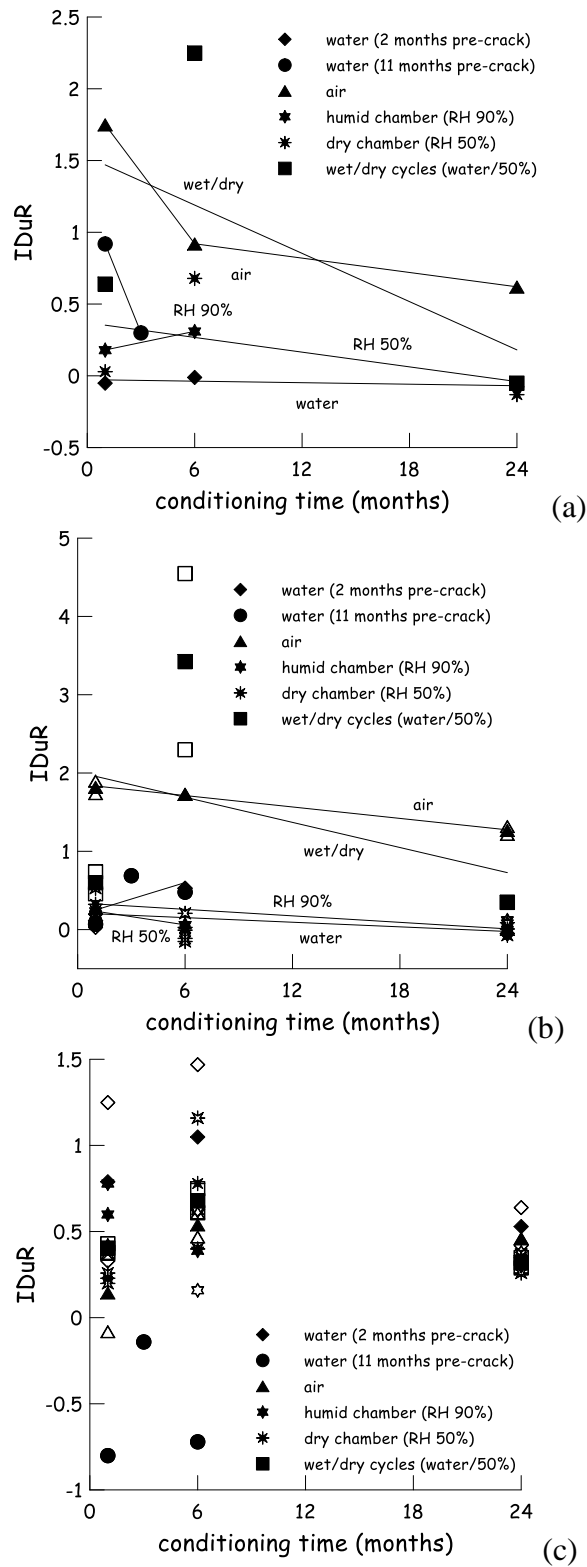 2.5
water (2 months pre-crack)
water (11 months pre-crack)
2
air
humid chamber (RH 90%)
dry chamber (RH 50%)
1.5
wet/dry cycles (water/50%)
wet/dry
IDuR
1
air
RH 90%
0.5
RH 50%
0
water
-0.5
0 6 12 18 24
conditioning time (months)
(a)
5
water (2 months pre-crack)
water (11 months pre-crack)
4
air
humid chamber (RH 90%)
dry chamber (RH 50%)
3
wet/dry cycles (water/50%)
IDuR
2
air
wet/dry
1
RH 90%
0
RH 50%
water
0 6 12 18 24
conditioning time (months)
(b)
1.5
1
0.5
IDuR
0
water (2 months pre-crack)
water (11 months pre-crack)
air
-0.5
humid chamber (RH 90%)
dry chamber (RH 50%)
wet/dry cycles (water/50%)
-1
0 6 12 18 24
conditioning time (months)
(c)